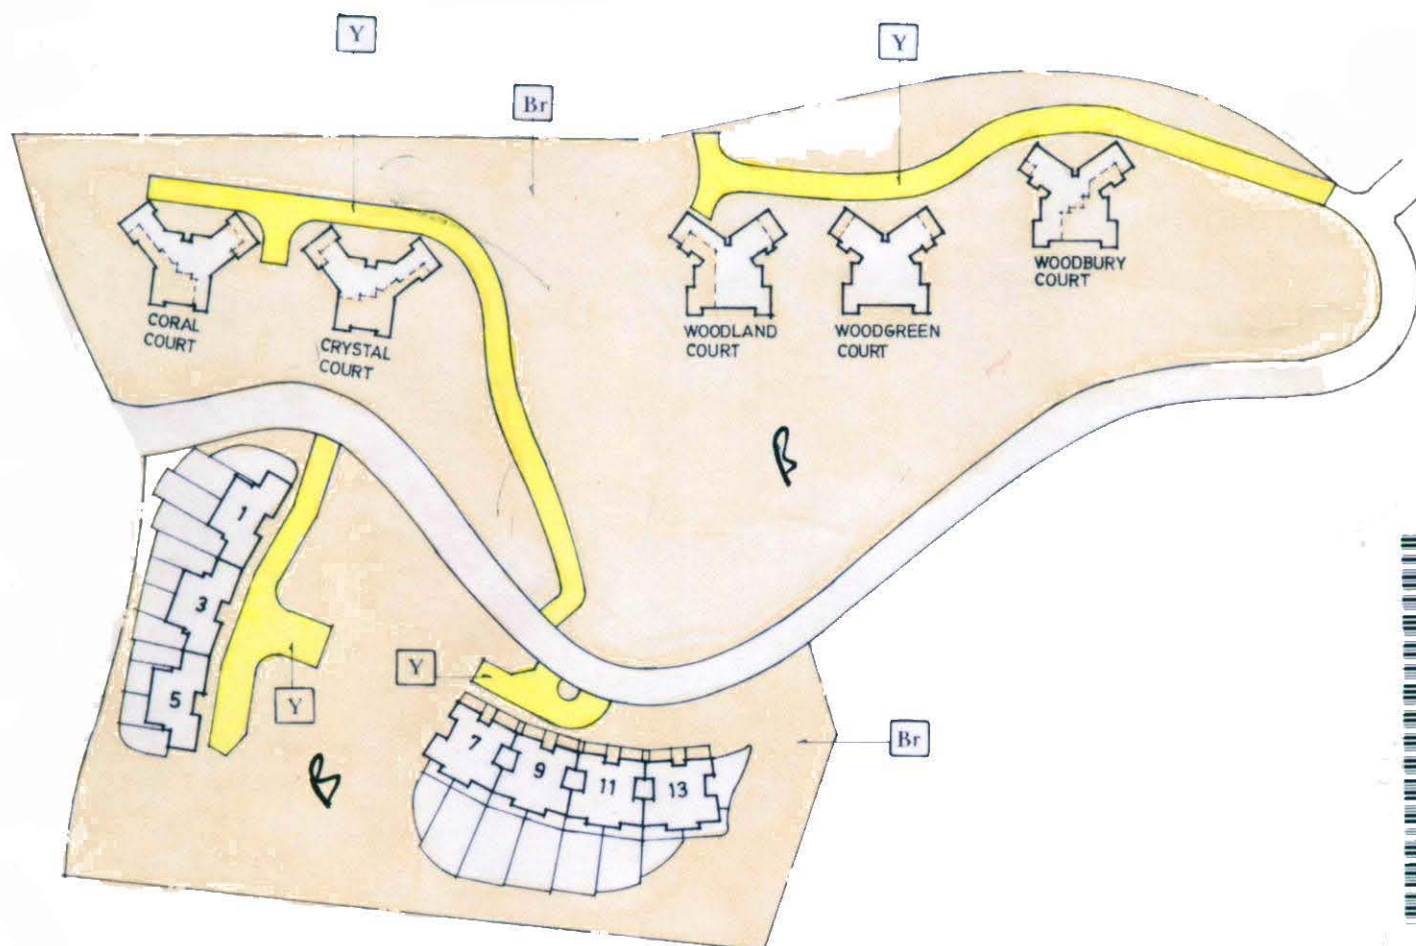 Y
Y
Br
CORAL
COURT
CRYSTAL
COURT
WOODLAND
COURT
WOODGREEN
COURT
WOODBURY
COURT
B
1
3
5
Y
Y
7
9
11
13
Br
B